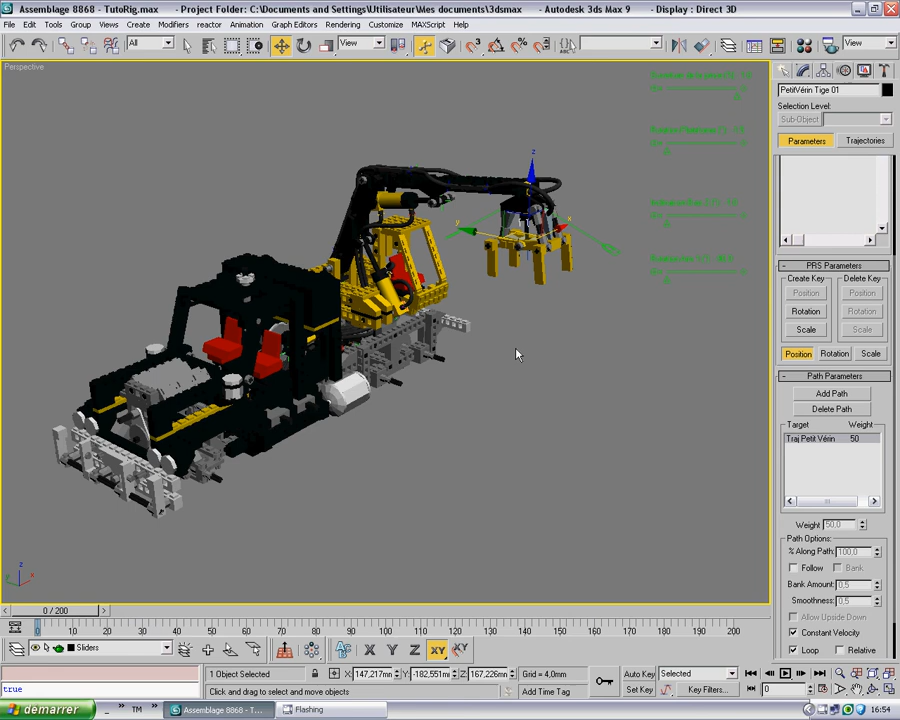 Assemblage 8868 - TutoRig.max - Project Folder: C:\Documents and Settings\Utilisateur\Mes documents\3dsmax - Autodesk 3ds Max 9 - Display : Direct 3D
File Edit Tools Group Views Create Modifiers reactor Animation Graph Editors Rendering Customize MAXScript Help
All View View
Perspective
PetitVérin Tige 01
Selection Level:
Sub-Object
Parameters Trajectories
- PRS Parameters
Create Key Delete Key
Position Position
Rotation Rotation
Scale Scale
Position Rotation Scale
- Path Parameters
Add Path
Delete Path
Target Weight
Traj Petit Vérin 50
Weight 50,0
Path Options:
% Along Path: 100,0
Follow Bank
Bank Amount: 0,5
Smoothness: 0,5
Allow Upside Down
Constant Velocity
Loop Relative
z
x
y
z
x
y
< 0 / 200 >
0 10 20 30 40 50 60 70 80 90 100 110 120 130 140 150 160 170 180 190 200
Sliders X Y Z XY XY
1 Object Selected X: 147,217mm Y: -182,551m Z: 167,226mm Grid = 4,0mm Auto Key Selected
true Click and drag to select and move objects Add Time Tag Set Key Key Filters... 0
démarrer TM Assemblage 8868 - T... Flashing 16:54